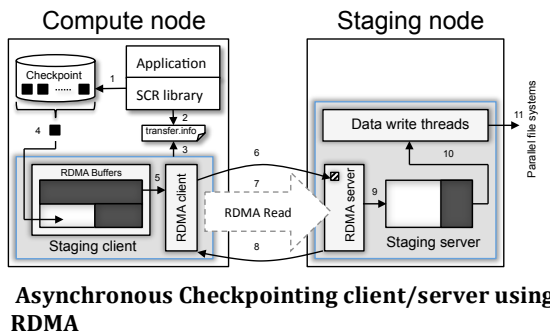 Compute node
Staging node
Checkpoint
......
1
Application
SCR library
2
transfer.info
3
4
RDMA Buffers
5
RDMA client
Staging client
6
7
RDMA Read
8
RDMA server
9
Data write threads
10
Staging server
11
Parallel file systems
Asynchronous Checkpointing client/server using
RDMA